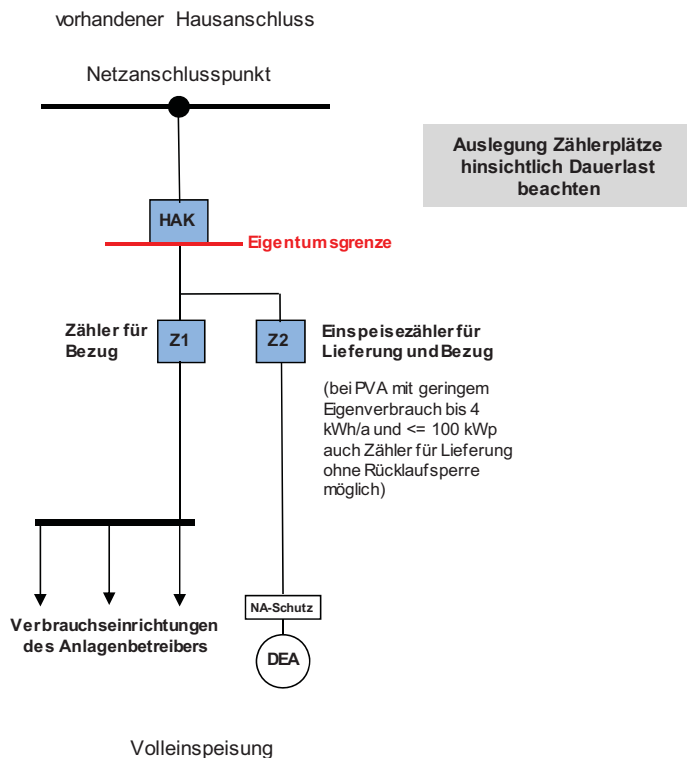 vorhandener Hausanschluss
Netzanschlusspunkt
Auslegung Zählerplätze
hinsichtlich Dauerlast
beachten
HAK
Eigentumsgrenze
Zähler für
Bezug
Z1
Z2
Einspeisezähler für
Lieferung und Bezug
(bei PVA mit geringem
Eigenverbrauch bis 4
kWh/a und <= 100 kWp
auch Zähler für Lieferung
ohne Rücklaufsperre
möglich)
NA-Schutz
Verbrauchseinrichtungen
des Anlagenbetreibers
DEA
Volleinspeisung